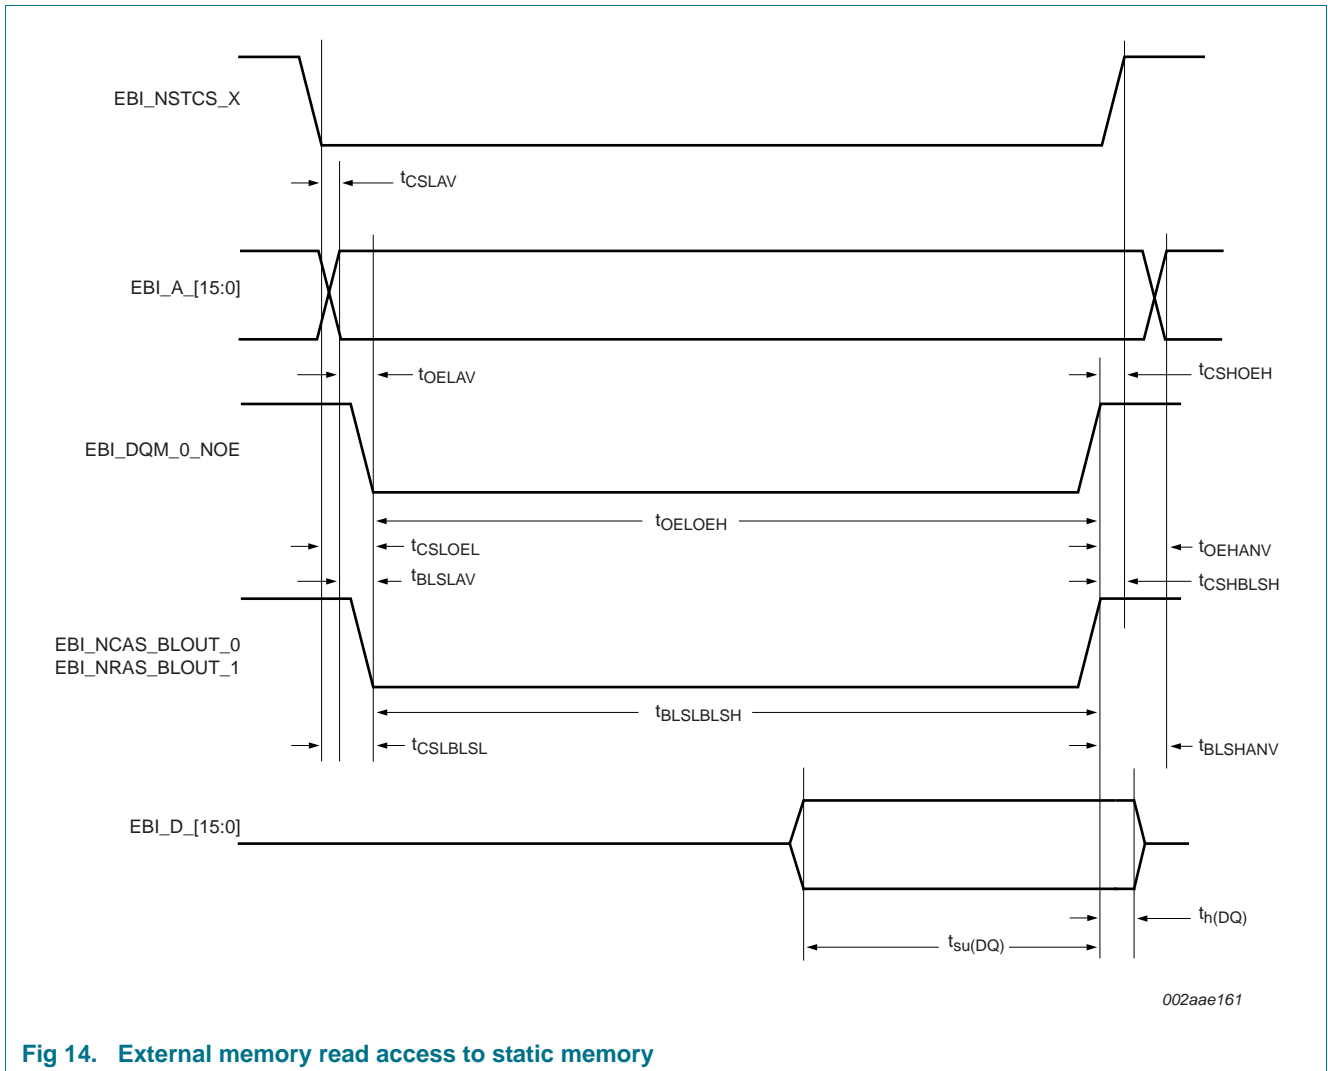 EBI_NSTCS_X
tCSLAV
EBI_A_[15:0]
tOELAV
tCSHOEH
EBI_DQM_0_NOE
tOELOEH
tCSLOEL
tOEHANV
tBLSLAV
tCSHBLSH
EBI_NCAS_BLOUT_0
EBI_NRAS_BLOUT_1
tBLSLBLSH
tCSLBLSL
tBLSHANV
EBI_D_[15:0]
th(DQ)
tsu(DQ)
002aae161
Fig 14. External memory read access to static memory